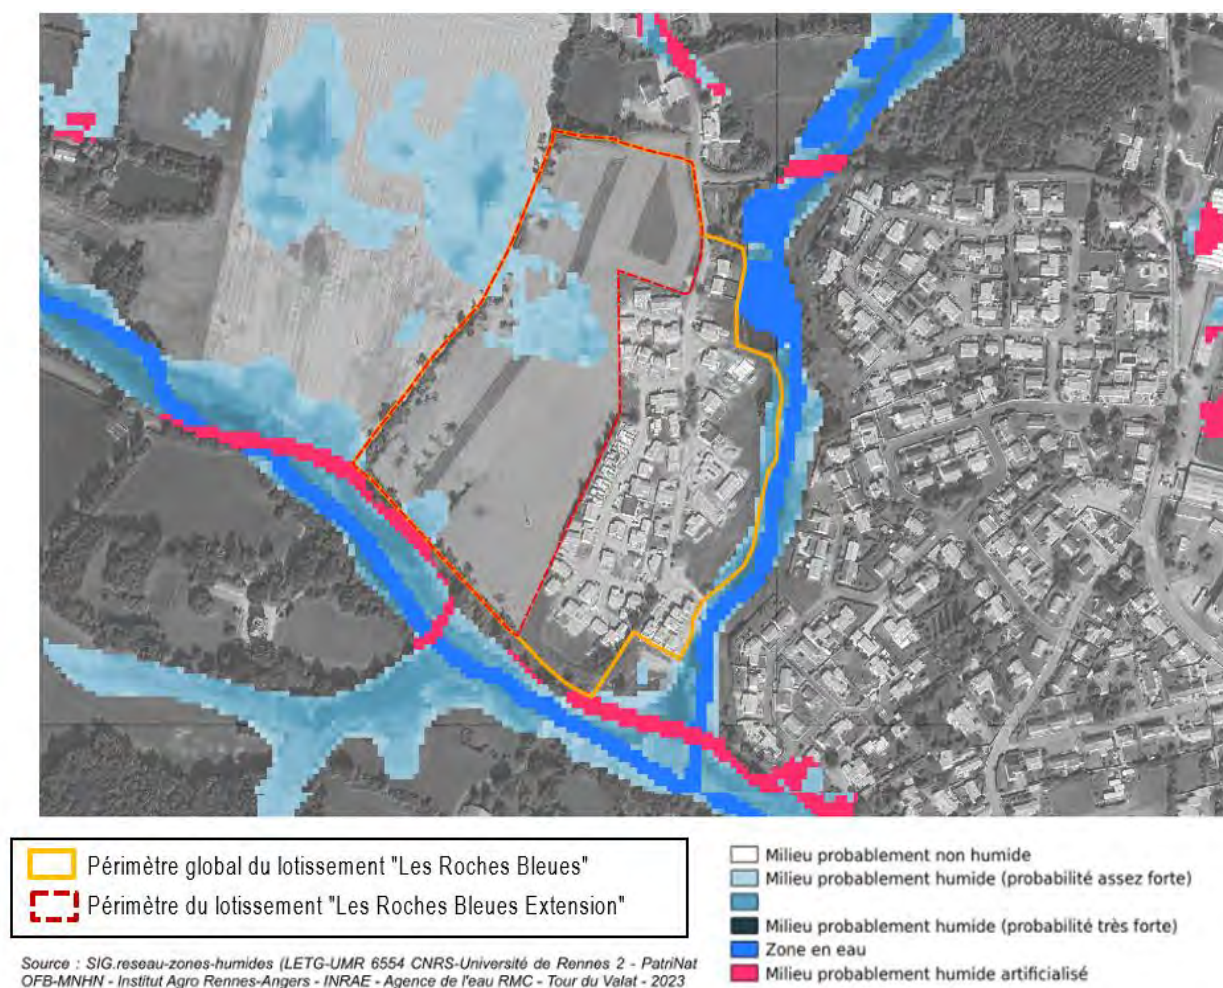 Périmètre global du lotissement "Les Roches Bleues"
Périmètre du lotissement "Les Roches Bleues Extension"
Source : SIG.reseau-zones-humides (LETG-UMR 6554 CNRS-Université de Rennes 2 - PatriNat
OFB-MNHN - Institut Agro Rennes-Angers - INRAE - Agence de l'eau RMC - Tour du Valat - 2023
Milieu probablement non humide
Milieu probablement humide (probabilité assez forte)
Milieu probablement humide (probabilité très forte)
Zone en eau
Milieu probablement humide artificialisé